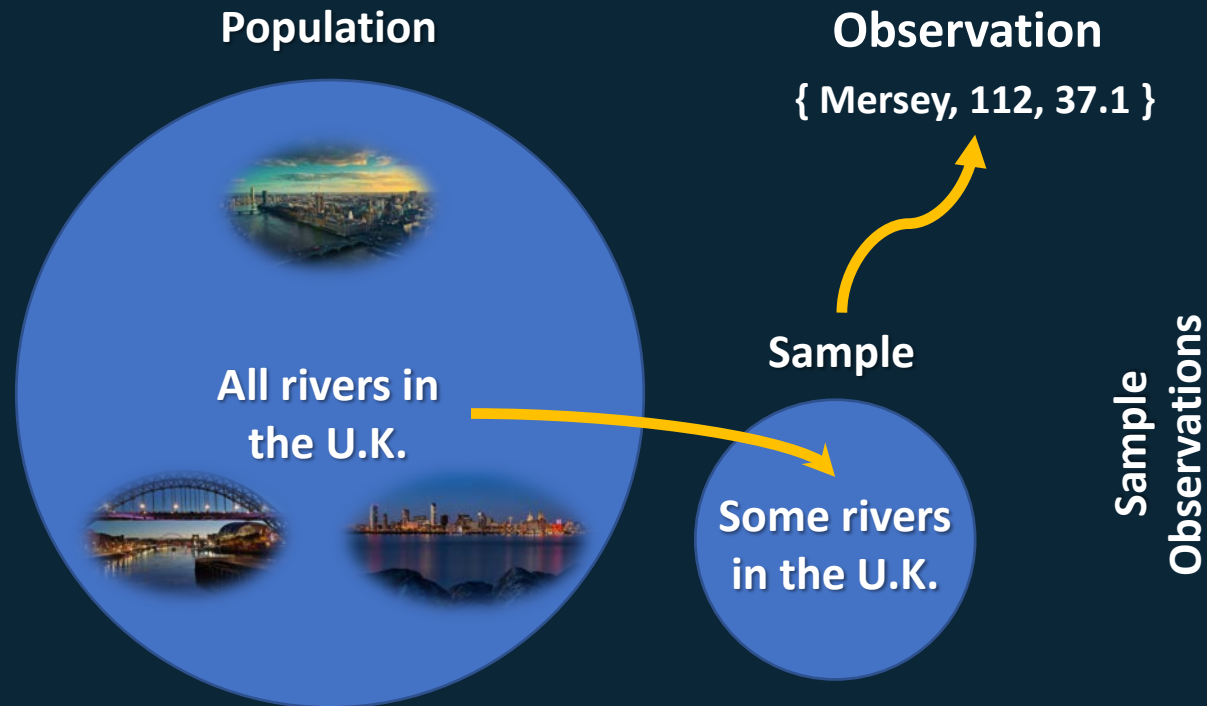 Population
All rivers in
the U.K.
Observation
{ Mersey, 112, 37.1 }
Sample
Some rivers
in the U.K.
Sample
Observations